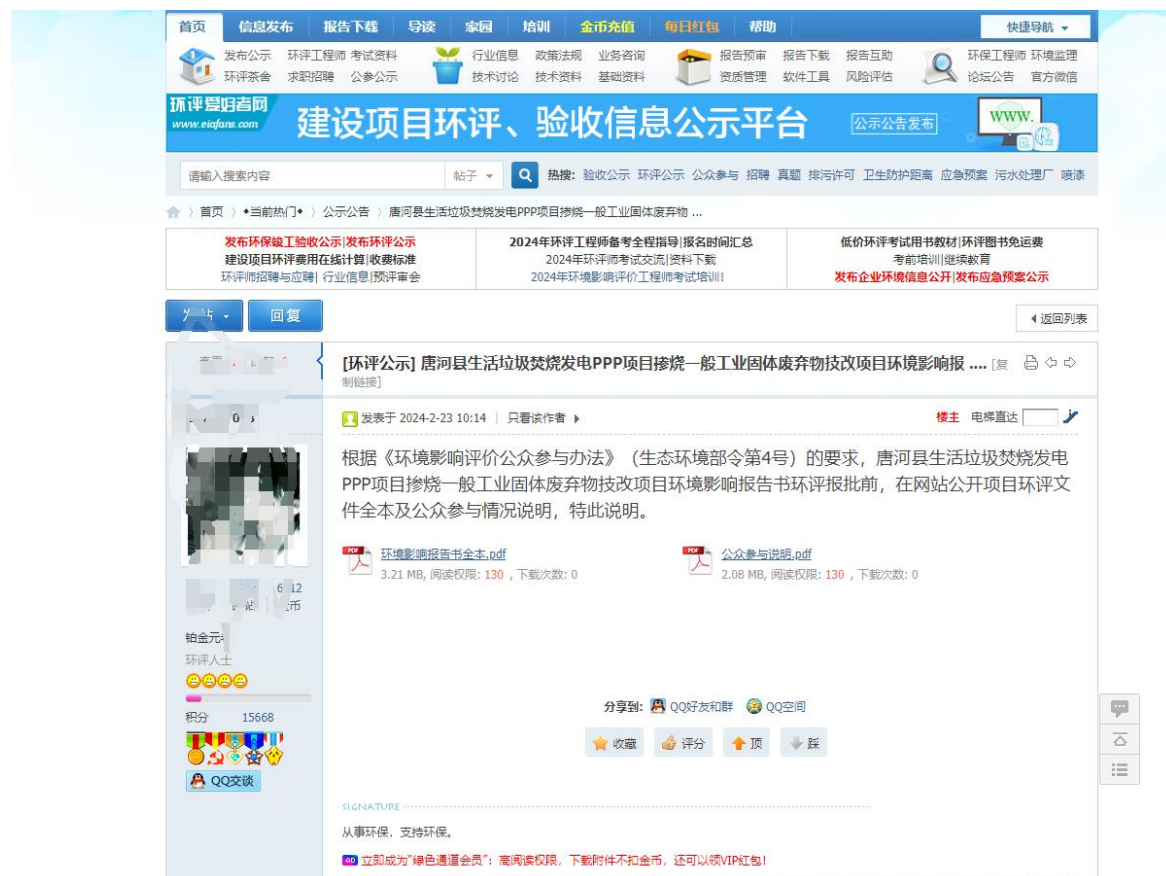 首页 信息发布 报告下载 导读 家园 培训 金币充值 每日红包 帮助 快捷导航
发布公示 环评工程师 考试资料 行业信息 政策法规 业务咨询 报告预审 报告下载 报告互助 环保工程师 环境监理
环评茶舍 求职招聘 公参公示 技术讨论 技术资料 基础资料 资质管理 软件工具 风险评估 论坛公告 官方微信
环评爱好者网
www.eiafans.com
建设项目环评、验收信息公示平台 公示公告发布 WWW.
请输入搜索内容 帖子 热搜: 验收公示 环评公示 公众参与 招聘 真题 排污许可 卫生防护距离 应急预案 污水处理厂 喷漆
首页 〉 •当前热门• 〉 公示公告 〉 唐河县生活垃圾焚烧发电PPP项目掺烧一般工业固体废弃物 ...
发布环保竣工验收公示|发布环评公示 2024年环评工程师备考全程指导|报名时间汇总 低价环评考试用书教材|环评图书免运费
建设项目环评费用在线计算|收费标准 2024年环评师考试交流|资料下载 考前培训|继续教育
环评师招聘与应聘| 行业信息|预评审会 2024年环境影响评价工程师考试培训! 发布企业环境信息公开|发布应急预案公示
回复 返回列表
[环评公示] 唐河县生活垃圾焚烧发电PPP项目掺烧一般工业固体废弃物技改项目环境影响报 .... [复
制链接]
发表于 2024-2-23 10:14 | 只看该作者 楼主 电梯直达
根据《环境影响评价公众参与办法》（生态环境部令第4号）的要求，唐河县生活垃圾焚烧发电
PPP项目掺烧一般工业固体废弃物技改项目环境影响报告书环评报批前，在网站公开项目环评文
件全本及公众参与情况说明，特此说明。
环境影响报告书全本.pdf 公众参与说明.pdf
3.21 MB, 阅读权限: 130 , 下载次数: 0 2.08 MB, 阅读权限: 130 , 下载次数: 0
铂金元
环评人士
积分 15668
QQ交谈
分享到: QQ好友和群 QQ空间
收藏 评分 顶 踩
SIGNATURE
从事环保，支持环保。
AD 立即成为"绿色通道会员"：高阅读权限，下载附件不扣金币，还可以领VIP红包！